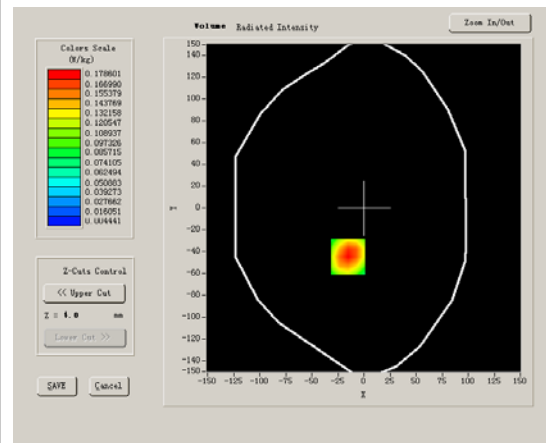 Volume Radiated Intensity
Zoom In/Out
Colors Scale
(W/kg)
0.178601
0.166990
0.155379
0.143769
0.132158
0.120547
0.108937
0.097326
0.085715
0.074105
0.062494
0.050883
0.039273
0.027662
0.016051
0.004441
Z-Cuts Control
<< Upper Cut
Z = 4.0 mm
Lower Cut >>
SAVE Cancel
150
140
120
100
80
60
40
20
Y 0
-20
-40
-60
-80
-100
-120
-140
-150
-150 -125 -100 -75 -50 -25 0 25 50 75 100 125 150
X